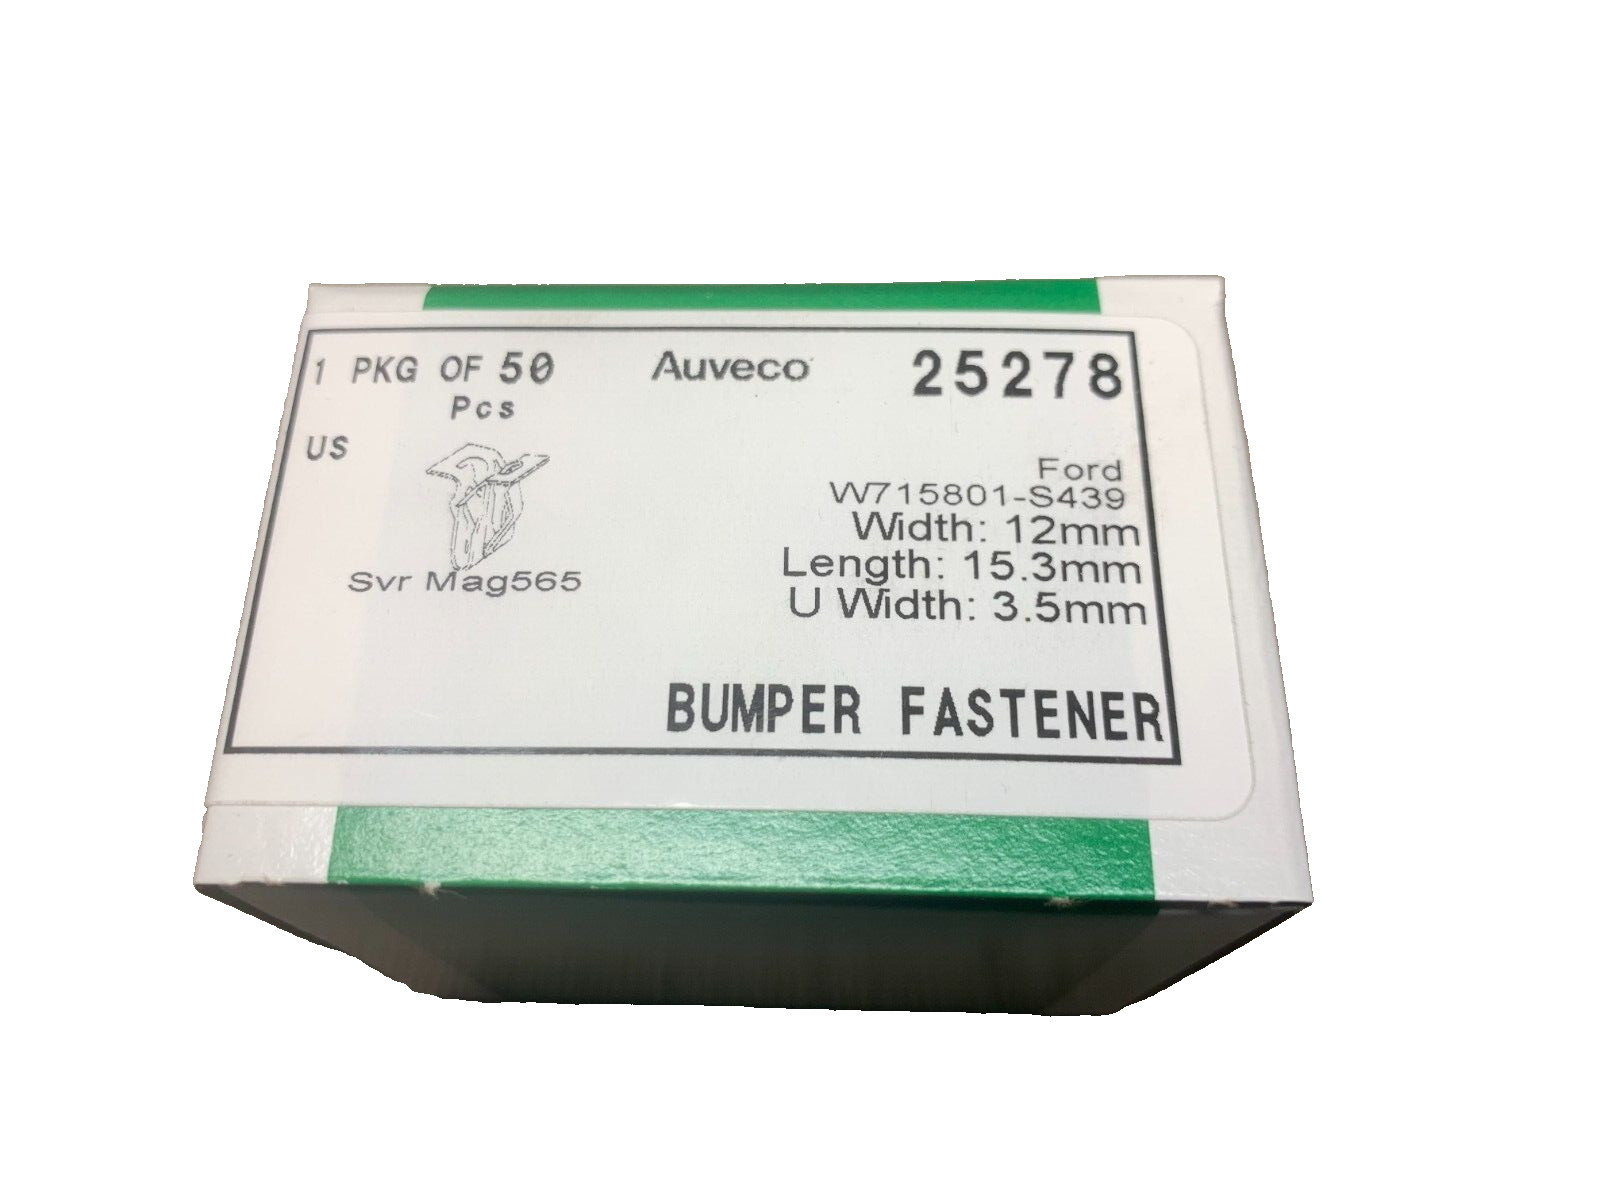 1 PKG OF 50 Auveco 25278
Pcs
US
Ford
W715801-S439
Width: 12mm
Length: 15.3mm
Svr Mag565
U Width: 3.5mm
BUMPER FASTENER